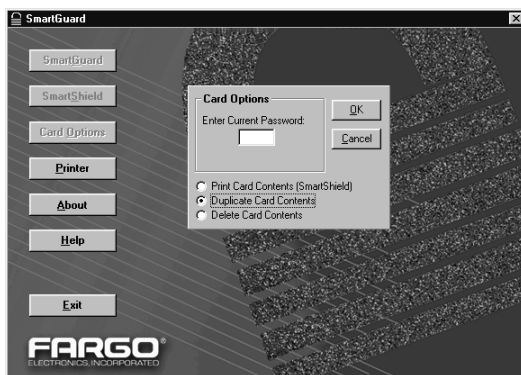 SmartGuard
SmartGuard
SmartShield
Card Options
Printer
About
Help
Exit
Card Options
Enter Current Password:
OK
Cancel
Print Card Contents (SmartShield)
Duplicate Card Contents
Delete Card Contents
FARGO®
ELECTRONICS, INCORPORATED